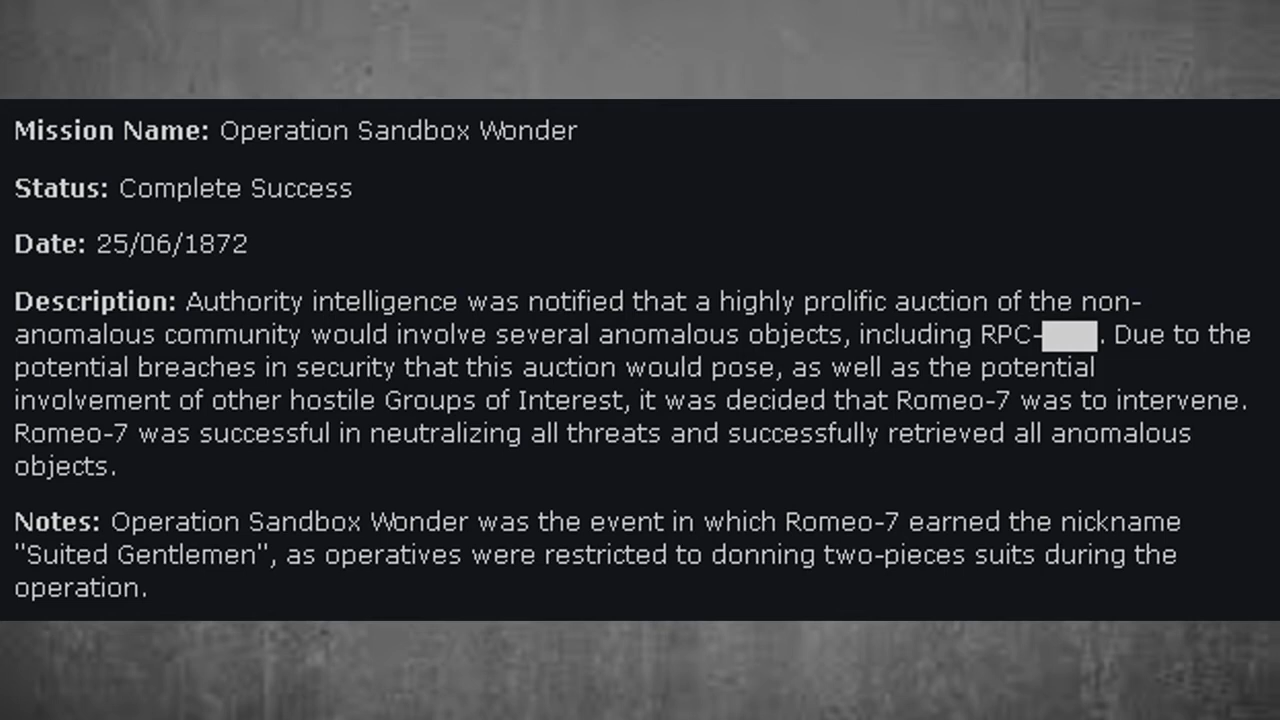 Mission Name: Operation Sandbox Wonder
Status: Complete Success
Date: 25/06/1872
Description: Authority intelligence was notified that a highly prolific auction of the non-
anomalous community would involve several anomalous objects, including RPC-. Due to the
potential breaches in security that this auction would pose, as well as the potential
involvement of other hostile Groups of Interest, it was decided that Romeo-7 was to intervene.
Romeo-7 was successful in neutralizing all threats and successfully retrieved all anomalous
objects.
Notes: Operation Sandbox Wonder was the event in which Romeo-7 earned the nickname
"Suited Gentlemen", as operatives were restricted to donning two-pieces suits during the
operation.